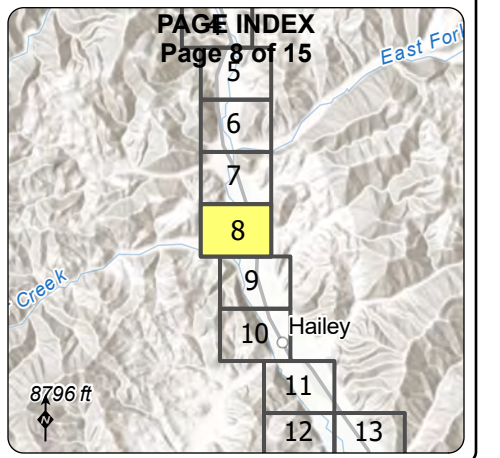 PAGE INDEX
4
Page 8 of 15
East Fork
5
6
7
8
Creek
9
10
Hailey
11
8796 ft
N
12
13